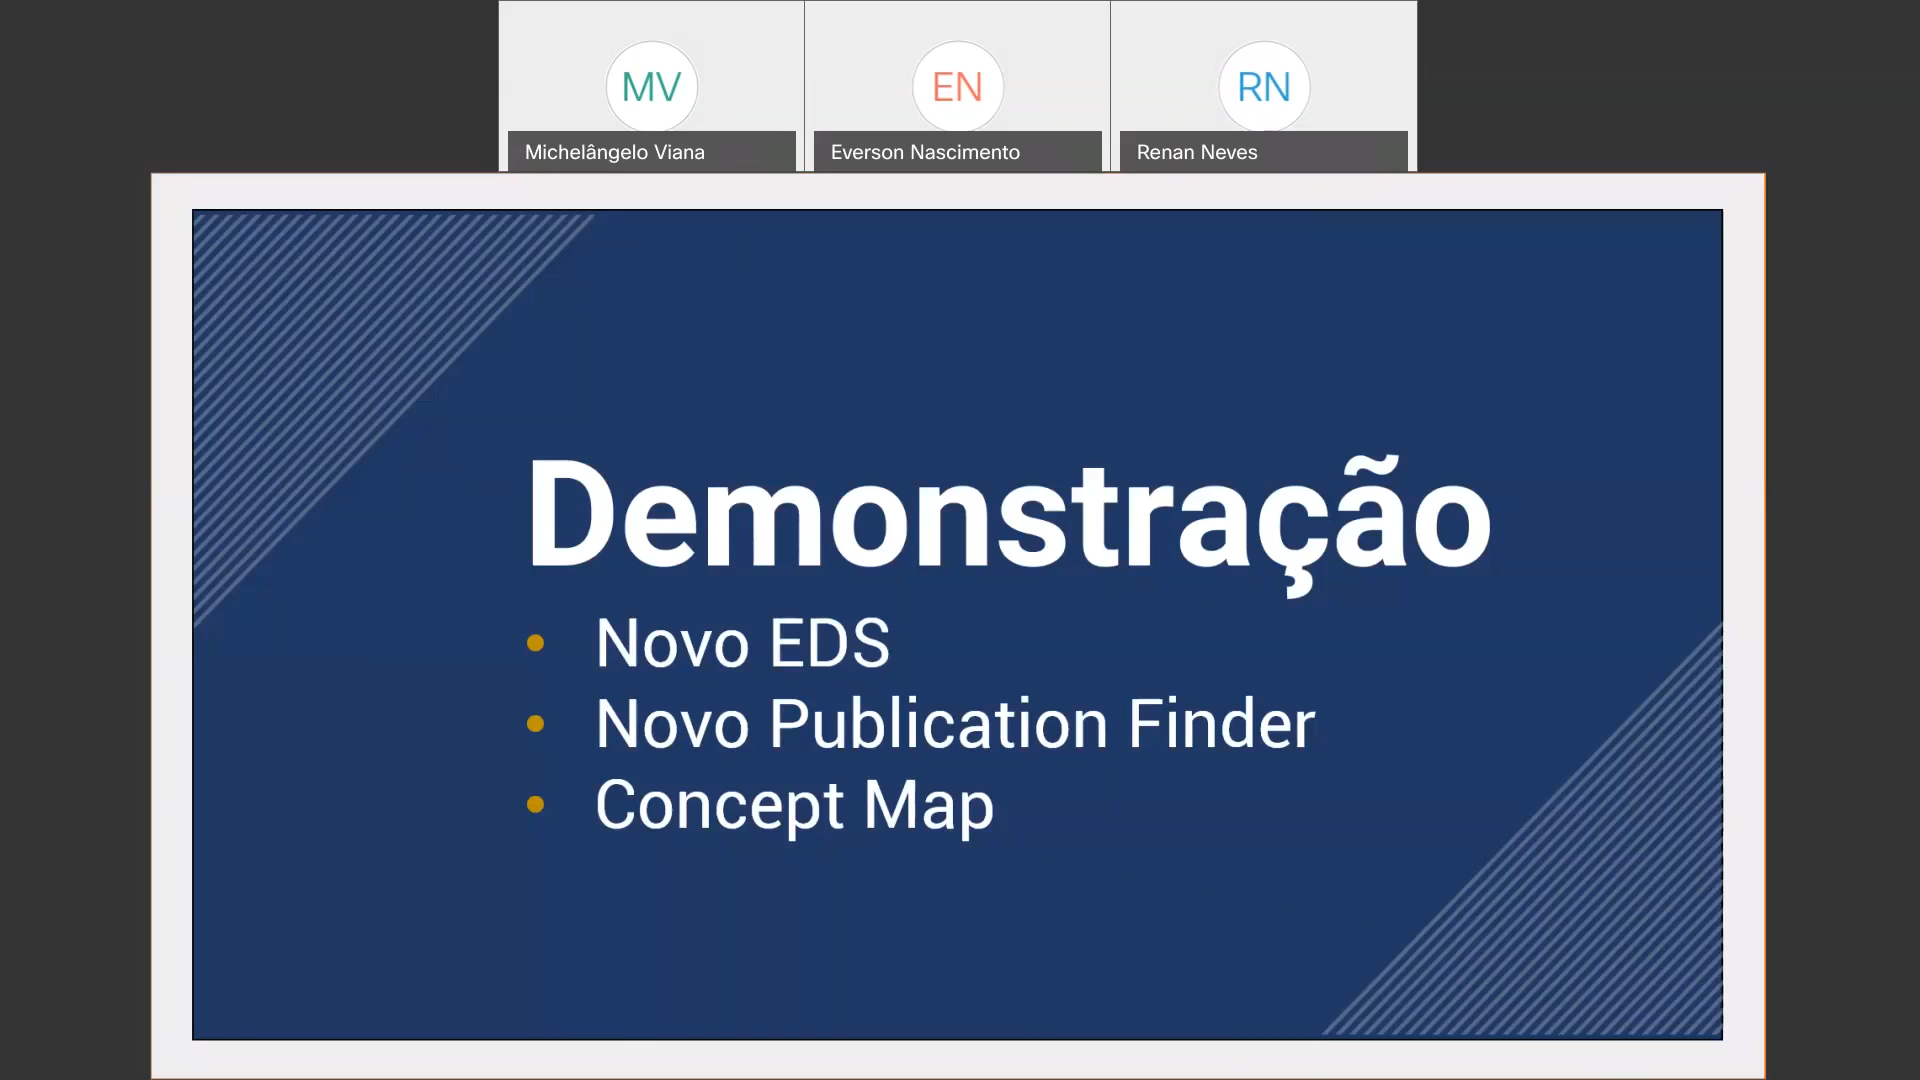 MV
EN
RN
Michelângelo Viana
Everson Nascimento
Renan Neves
Demonstração
• Novo EDS
• Novo Publication Finder
• Concept Map